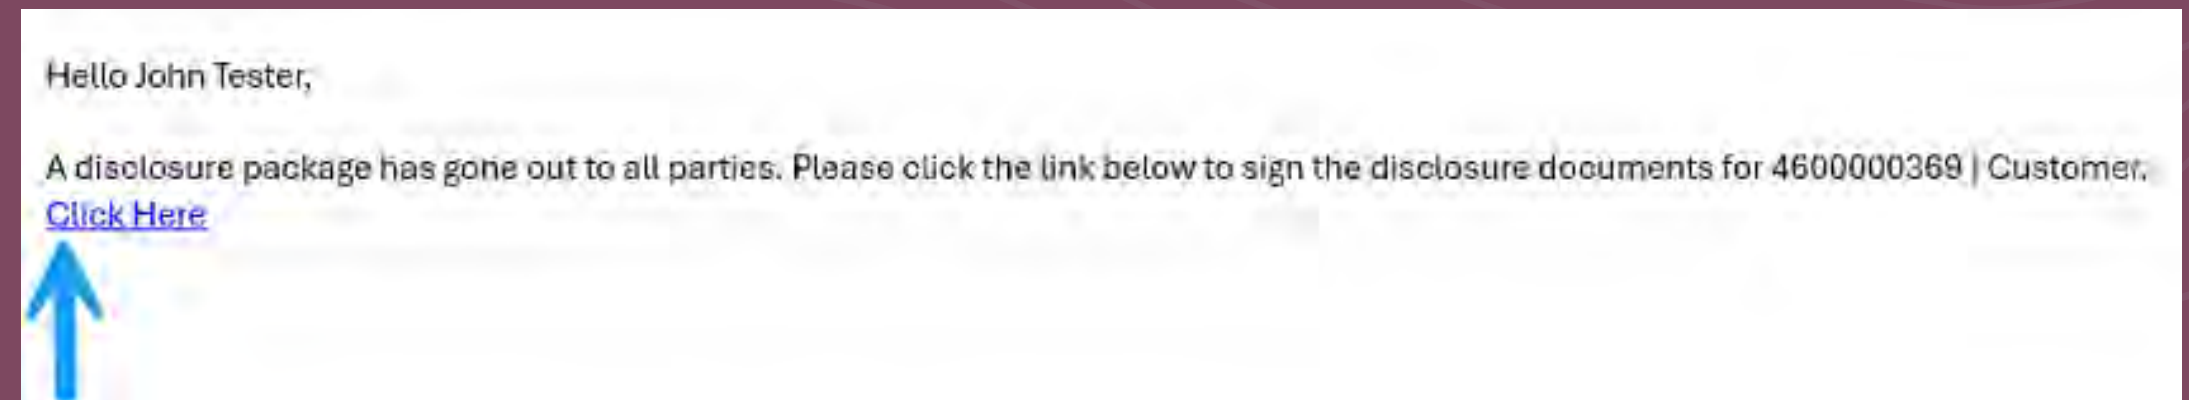 Hello John Tester,
A disclosure package has gone out to all parties. Please click the link below to sign the disclosure documents for 4600000369 | Customer.
Click Here